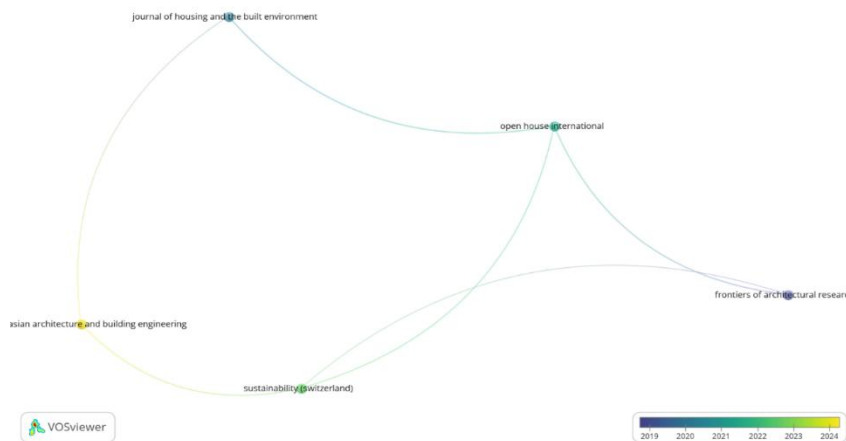 journal of housing and the built environment
open house international
frontiers of architectural resear
asian architecture and building engineering
sustainability (switzerland)
VOSviewer
2019 2020 2021 2022 2023 2024